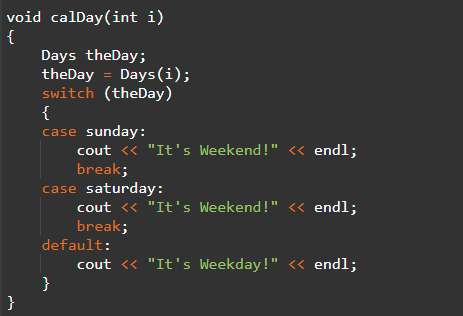 void calDay(int i)
{
    Days theDay;
    theDay = Days(i);
    switch (theDay)
    {
    case sunday:
        cout << "It's Weekend!" << endl;
        break;
    case saturday:
        cout << "It's Weekend!" << endl;
        break;
    default:
        cout << "It's Weekday!" << endl;
    }
}